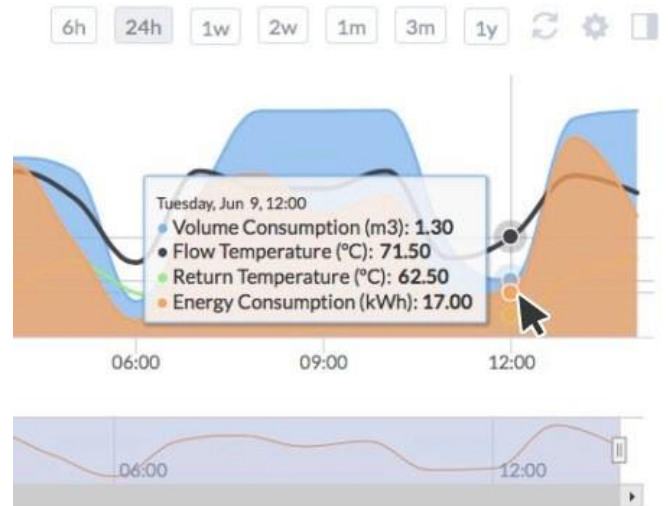 6h 24h 1w 2w 1m 3m 1y
Tuesday, Jun 9, 12:00
Volume Consumption (m3): 1.30
Flow Temperature (°C): 71.50
Return Temperature (°C): 62.50
Energy Consumption (kWh): 17.00
06:00 09:00 12:00
06:00 12:00